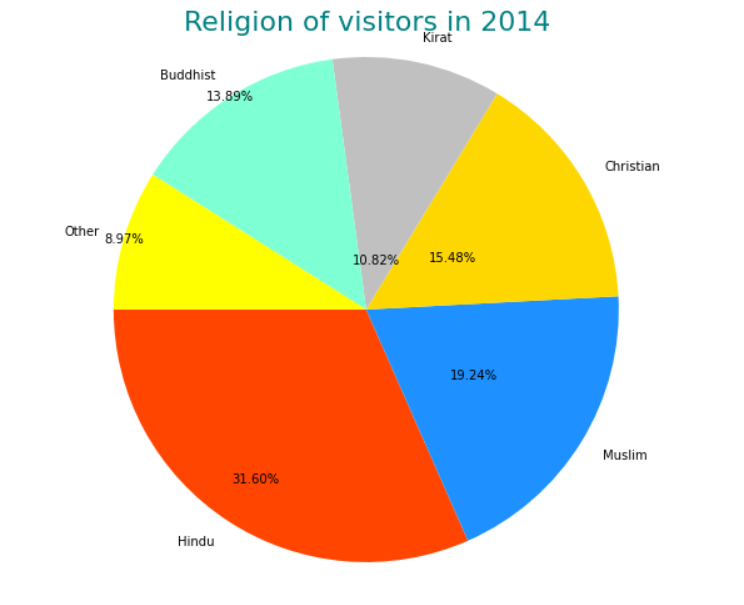 Religion of visitors in 2014
Kirat
Buddhist
13.89%
Christian
Other
8.97%
10.82%
15.48%
19.24%
Muslim
31.60%
Hindu